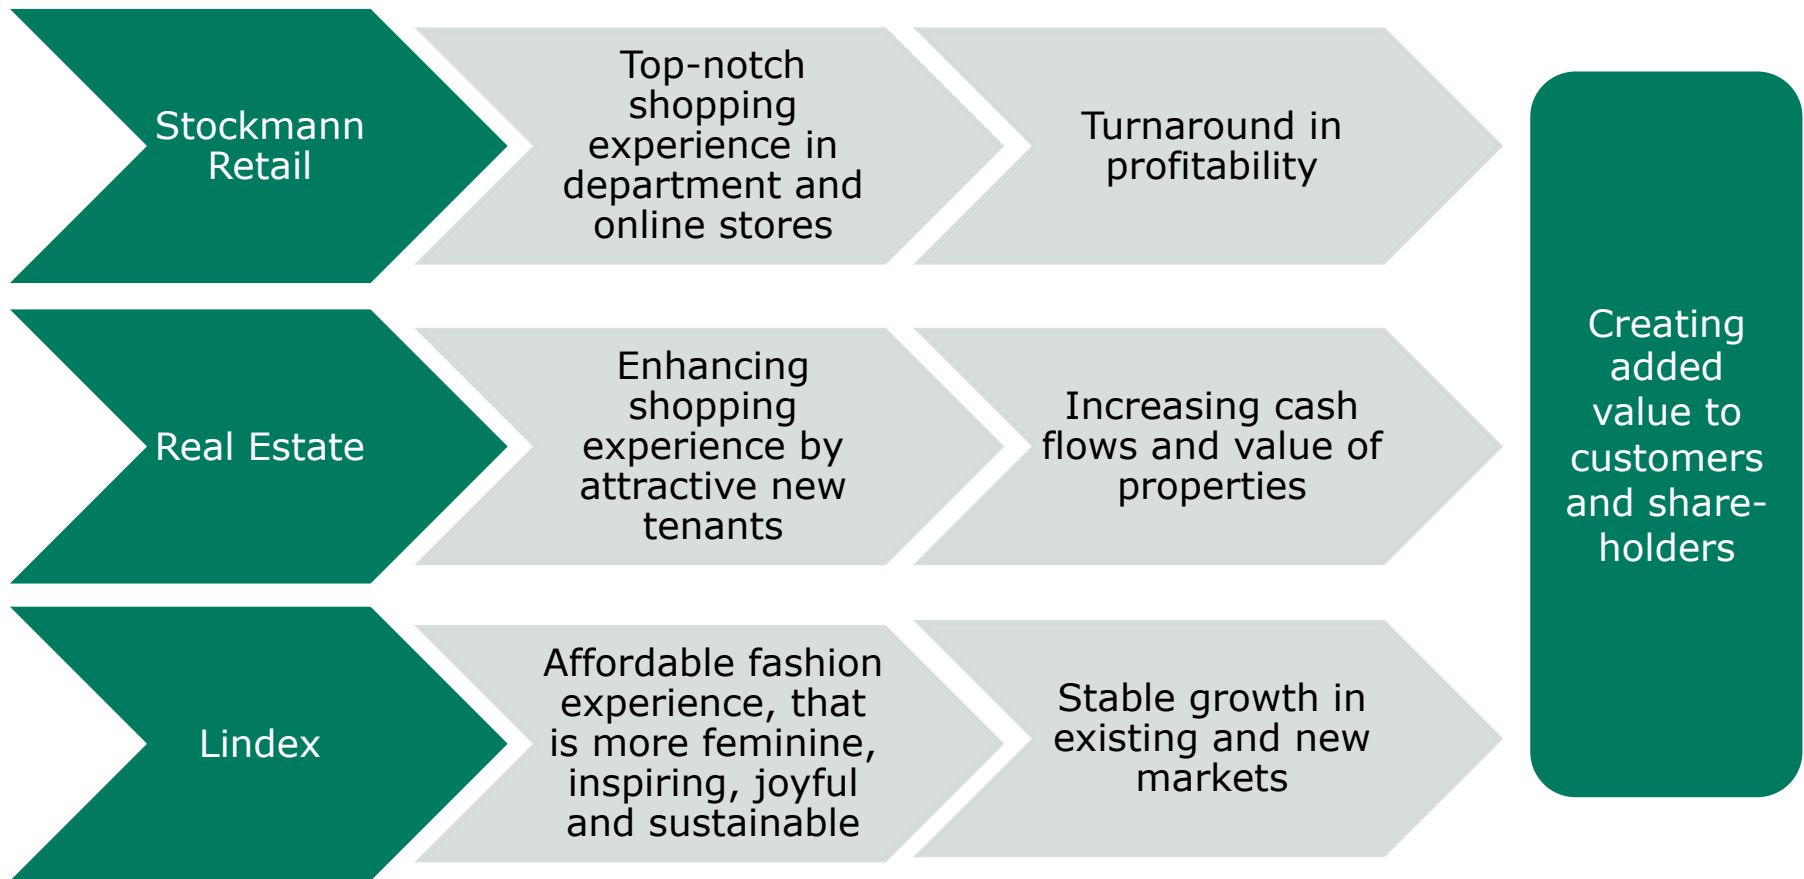 Stockmann
Retail
Top-notch
shopping
experience in
department and
online stores
Turnaround in
profitability
Real Estate
Enhancing
shopping
experience by
attractive new
tenants
Increasing cash
flows and value of
properties
Lindex
Affordable fashion
experience, that
is more feminine,
inspiring, joyful
and sustainable
Stable growth in
existing and new
markets
Creating
added
value to
customers
and share-
holders